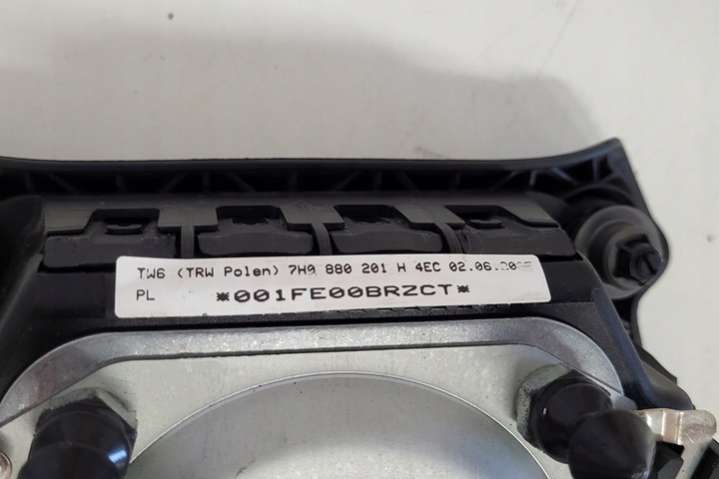 TW6 (TRW Polen) 7H0 880 201 H 4EC 02.06.
PL *001FE00BRZCT*